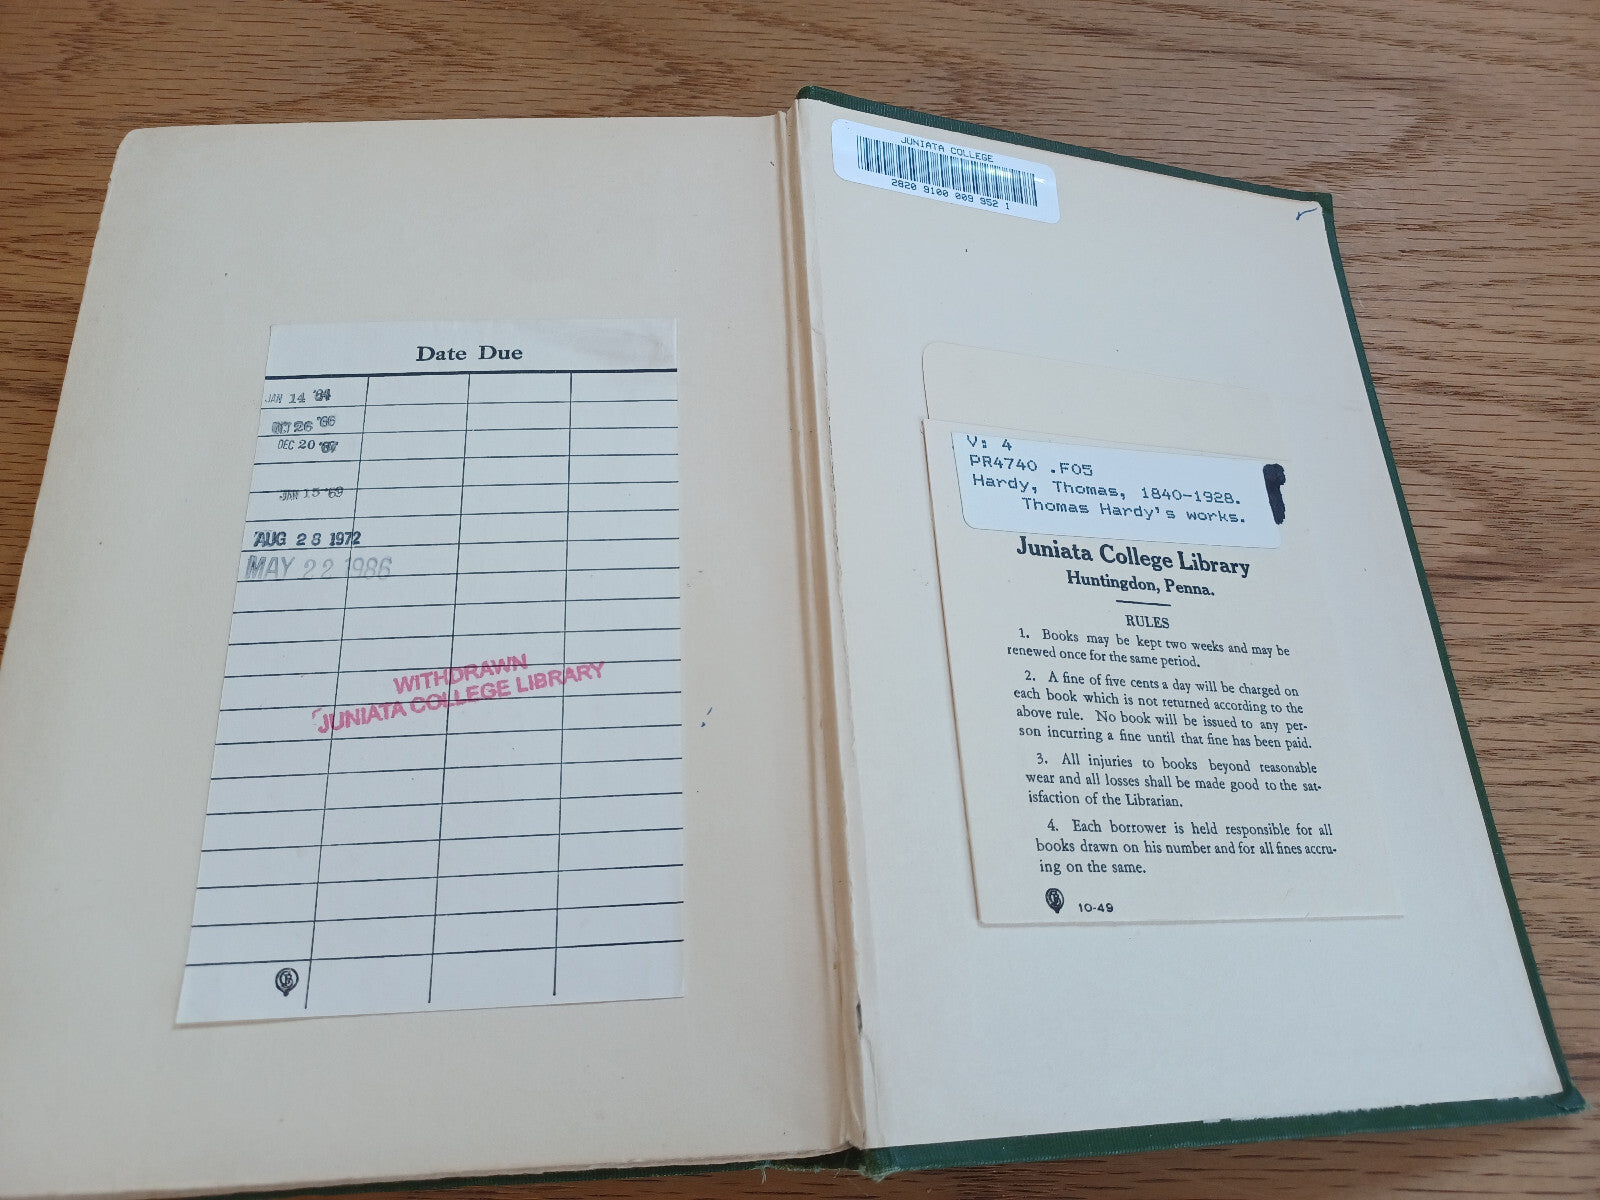 Date Due
JAN 14 '64
OCT 26 '66
DEC 20 '67
JAN 15 '69
AUG 28 1972
MAY 22 1986
WITHDRAWN
JUNIATA COLLEGE LIBRARY
JUNIATA COLLEGE
2820 9100 009 952 1
V: 4
PR4740 .F05
Hardy, Thomas, 1840-1928.
Thomas Hardy's works.
Juniata College Library
Huntingdon, Penna.
RULES
1. Books may be kept two weeks and may be
renewed once for the same period.
2. A fine of five cents a day will be charged on
each book which is not returned according to the
above rule. No book will be issued to any per-
son incurring a fine until that fine has been paid.
3. All injuries to books beyond reasonable
wear and all losses shall be made good to the sat-
isfaction of the Librarian.
4. Each borrower is held responsible for all
books drawn on his number and for all fines accru-
ing on the same.
10-49